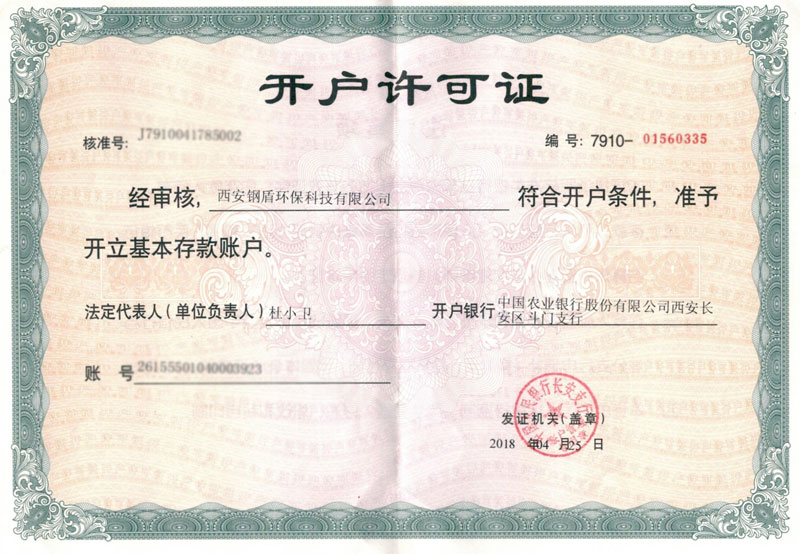 开户许可证
核准号: J7910041785002 编 号: 7910- 01560335
经审核, 西安钢盾环保科技有限公司 符合开户条件, 准予
开立基本存款账户。
法定代表人(单位负责人) 杜小卫 开户银行 中国农业银行股份有限公司西安长
安区斗门支行
账 号 26155501040003923
发证机关(盖章)
2018 年04 月25 日